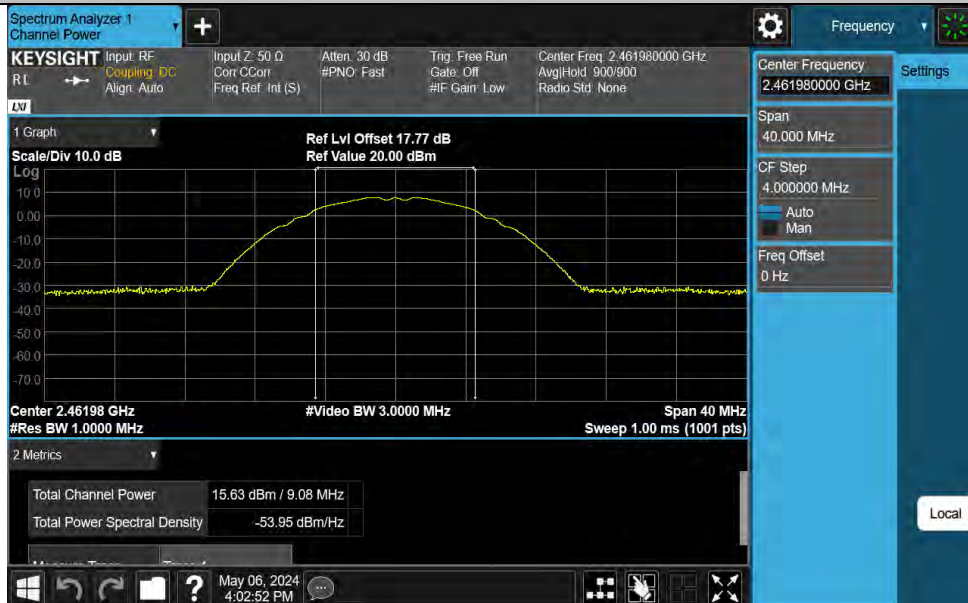 Spectrum Analyzer 1
Channel Power
+
Frequency
KEYSIGHT
RL
LXI
Input: RF
Coupling: DC
Align: Auto
Input Z: 50 Ω
Corr CCorr
Freq Ref: Int (S)
Atten: 30 dB
#PNO: Fast
Trig: Free Run
Gate: Off
#IF Gain: Low
Center Freq: 2.461980000 GHz
Avg|Hold: 900/900
Radio Std: None
Center Frequency
2.461980000 GHz
Settings
Span
40.000 MHz
CF Step
4.000000 MHz
Auto
Man
Freq Offset
0 Hz
1 Graph
Scale/Div 10.0 dB
Ref Lvl Offset 17.77 dB
Ref Value 20.00 dBm
Log
10.0
0.00
-10.0
-20.0
-30.0
-40.0
-50.0
-60.0
-70.0
Center 2.46198 GHz
#Video BW 3.0000 MHz
Span 40 MHz
#Res BW 1.0000 MHz
Sweep 1.00 ms (1001 pts)
2 Metrics
Total Channel Power 15.63 dBm / 9.08 MHz
Total Power Spectral Density -53.95 dBm/Hz
Local
?
May 06, 2024
4:02:52 PM